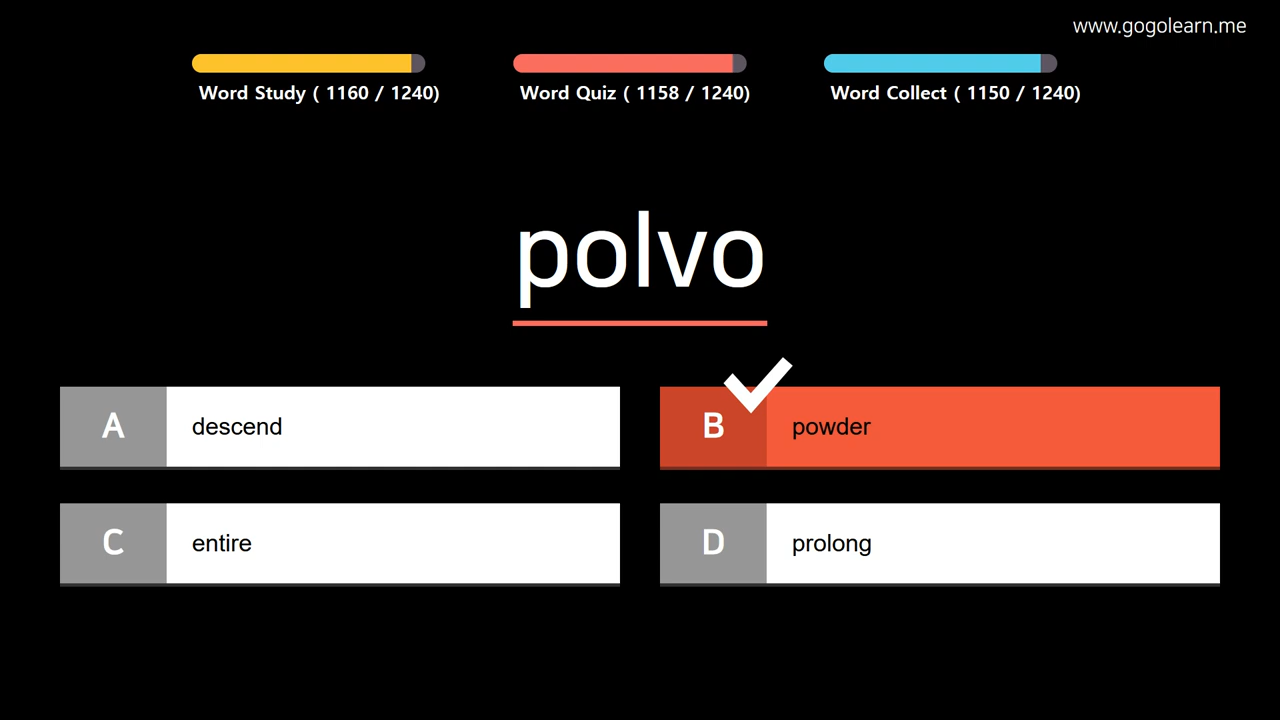 www.gogolearn.me
Word Study ( 1160 / 1240)
Word Quiz ( 1158 / 1240)
Word Collect ( 1150 / 1240)
polvo
A descend
B powder
C entire
D prolong